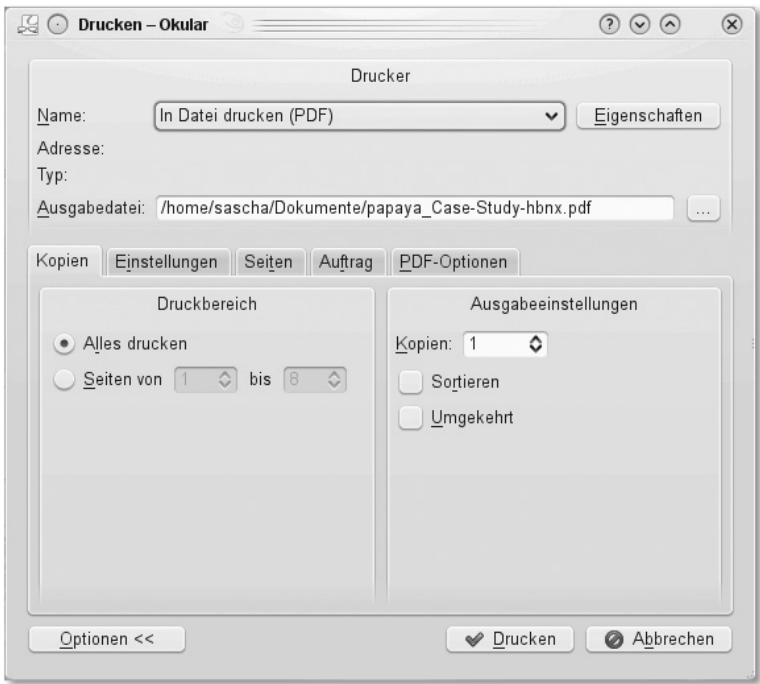 Drucken – Okular
Drucker
Name: In Datei drucken (PDF) Eigenschaften
Adresse:
Typ:
Ausgabedatei: /home/sascha/Dokumente/papaya_Case-Study-hbnx.pdf ...
Kopien Einstellungen Seiten Auftrag PDF-Optionen
Druckbereich
Alles drucken
Seiten von 1 bis 8
Ausgabeeinstellungen
Kopien: 1
Sortieren
Umgekehrt
Optionen << Drucken Abbrechen